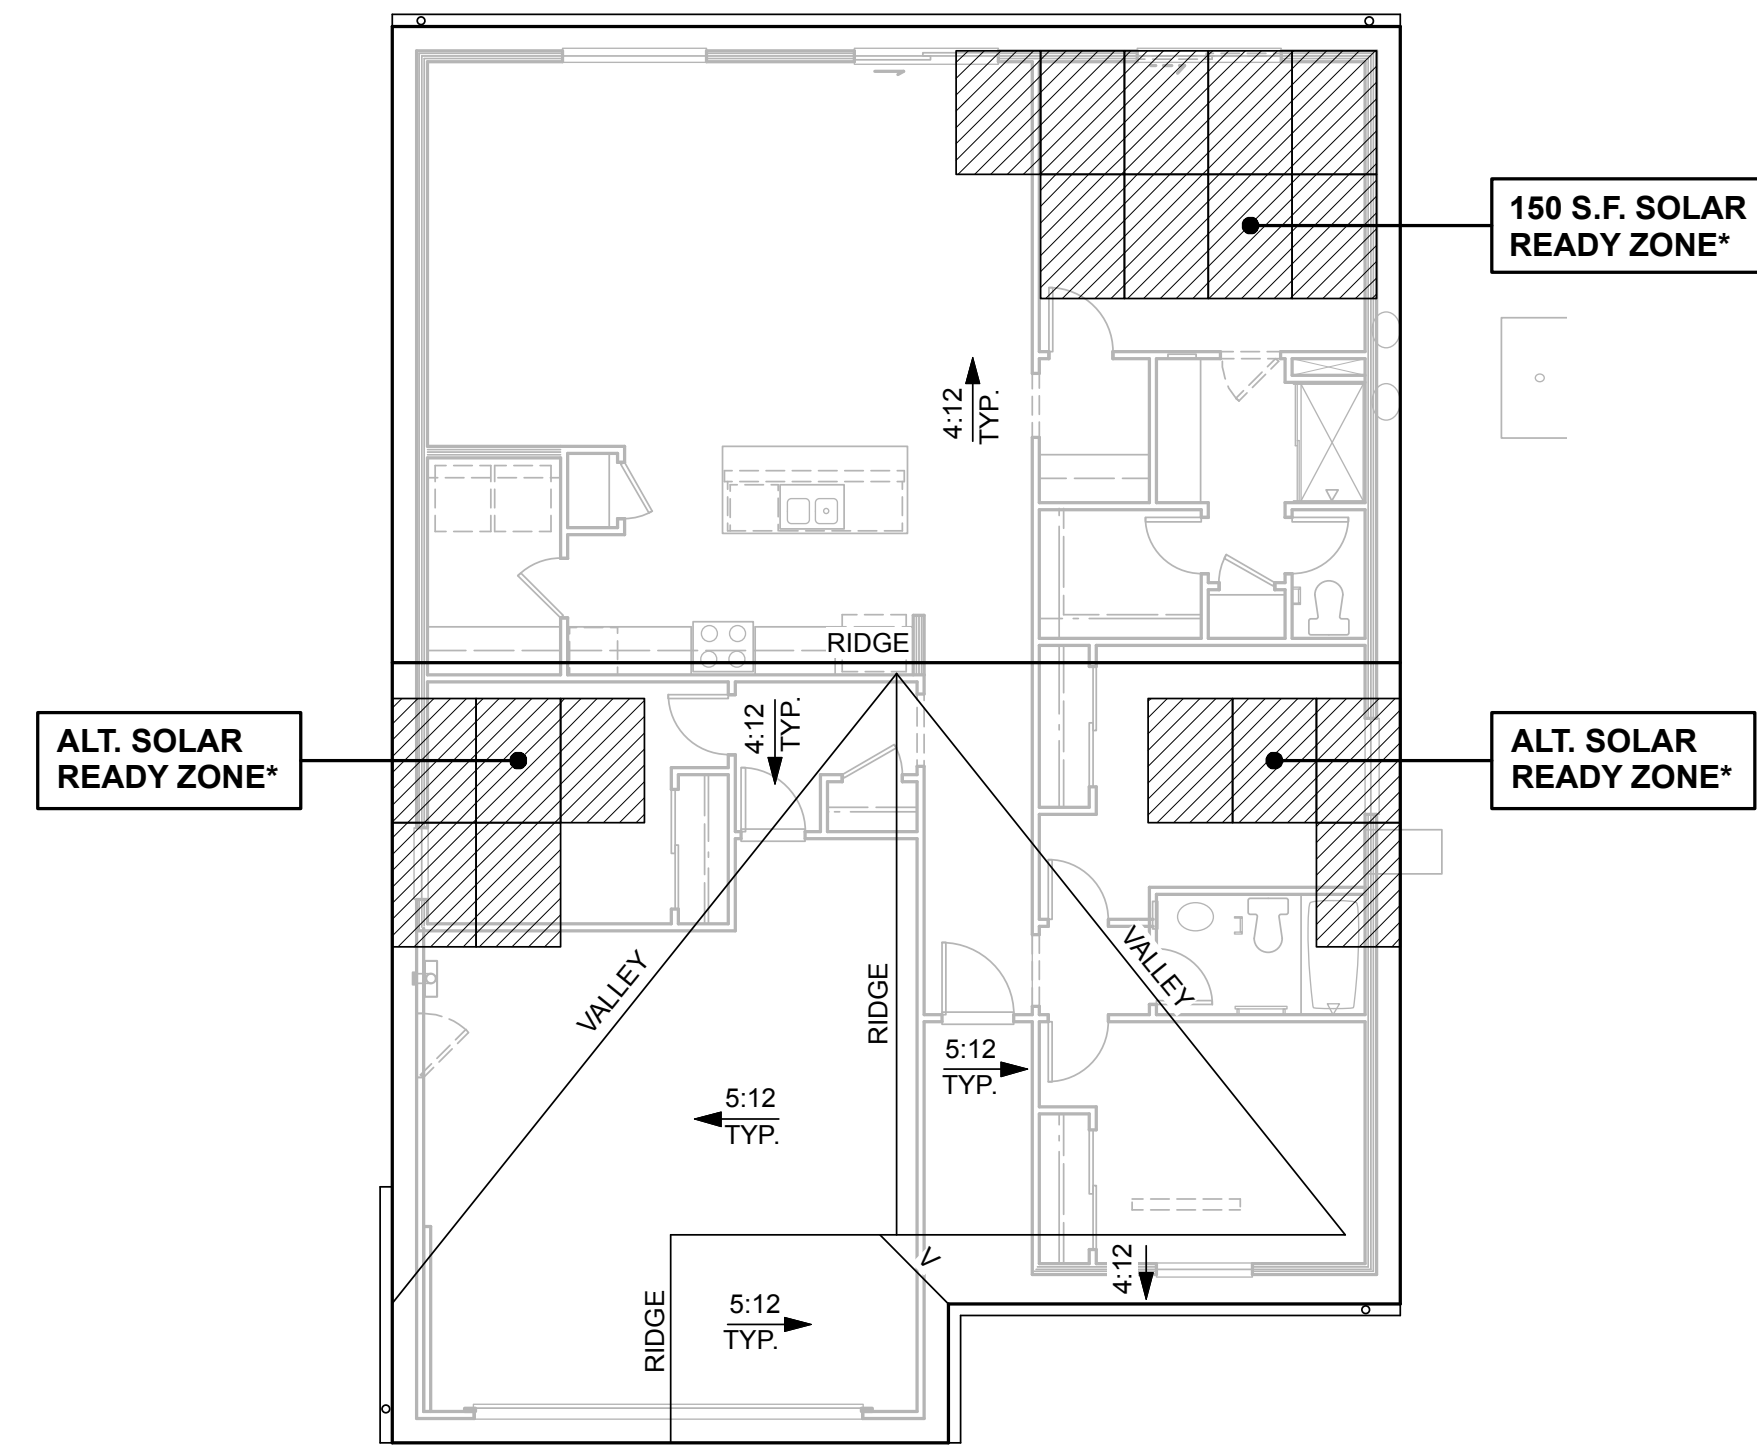 150 S.F. SOLAR
READY ZONE*
4:12
TYP.
RIDGE
ALT. SOLAR
READY ZONE*
4:12
TYP.
ALT. SOLAR
READY ZONE*
VALLEY
RIDGE
VALLEY
5:12
TYP.
5:12
TYP.
V
4:12
RIDGE
5:12
TYP.